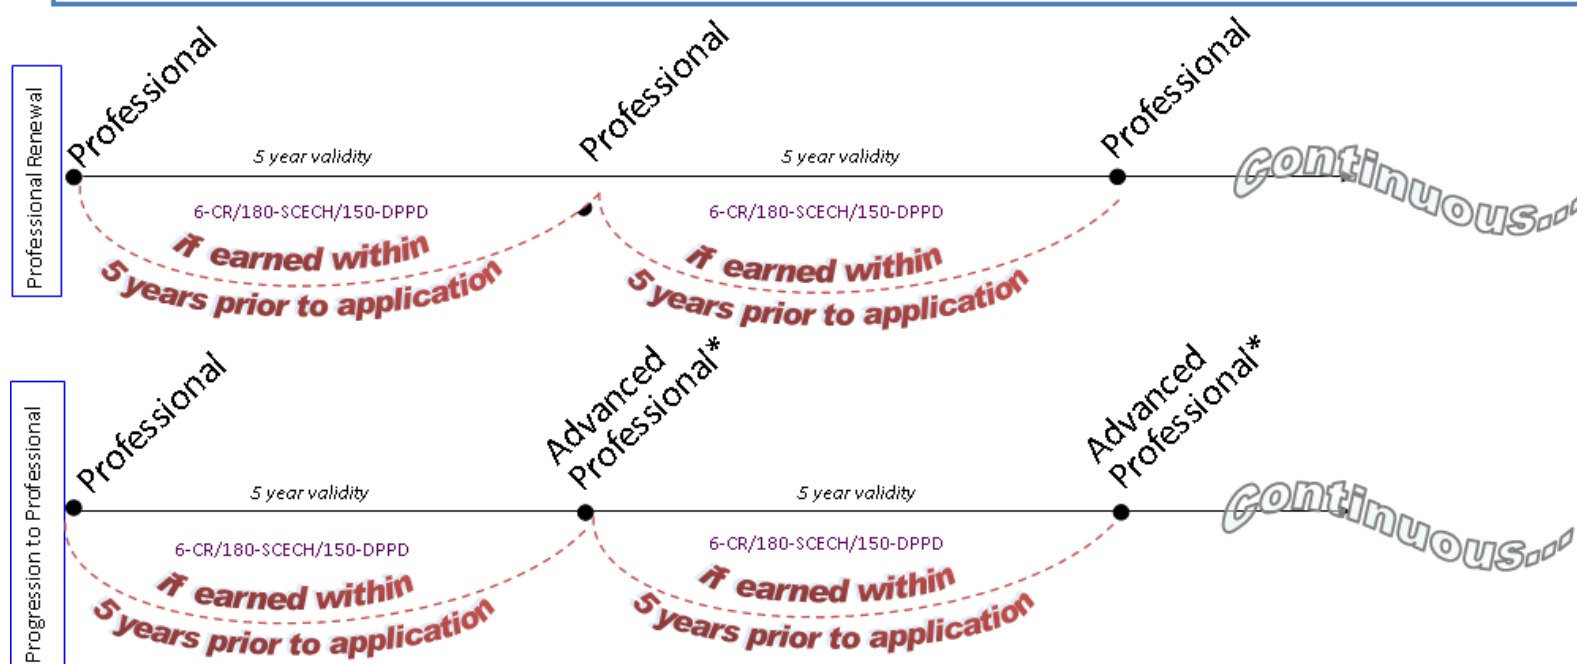 Professional Renewal
Professional
Professional
Professional
5 year validity
5 year validity
Continuous...
6-CR/180-SCECH/150-DPPD
6-CR/180-SCECH/150-DPPD
if earned within
5 years prior to application
if earned within
5 years prior to application
Progression to Professional
Professional
Advanced
Professional*
Advanced
Professional*
5 year validity
5 year validity
Continuous...
6-CR/180-SCECH/150-DPPD
6-CR/180-SCECH/150-DPPD
if earned within
5 years prior to application
if earned within
5 years prior to application